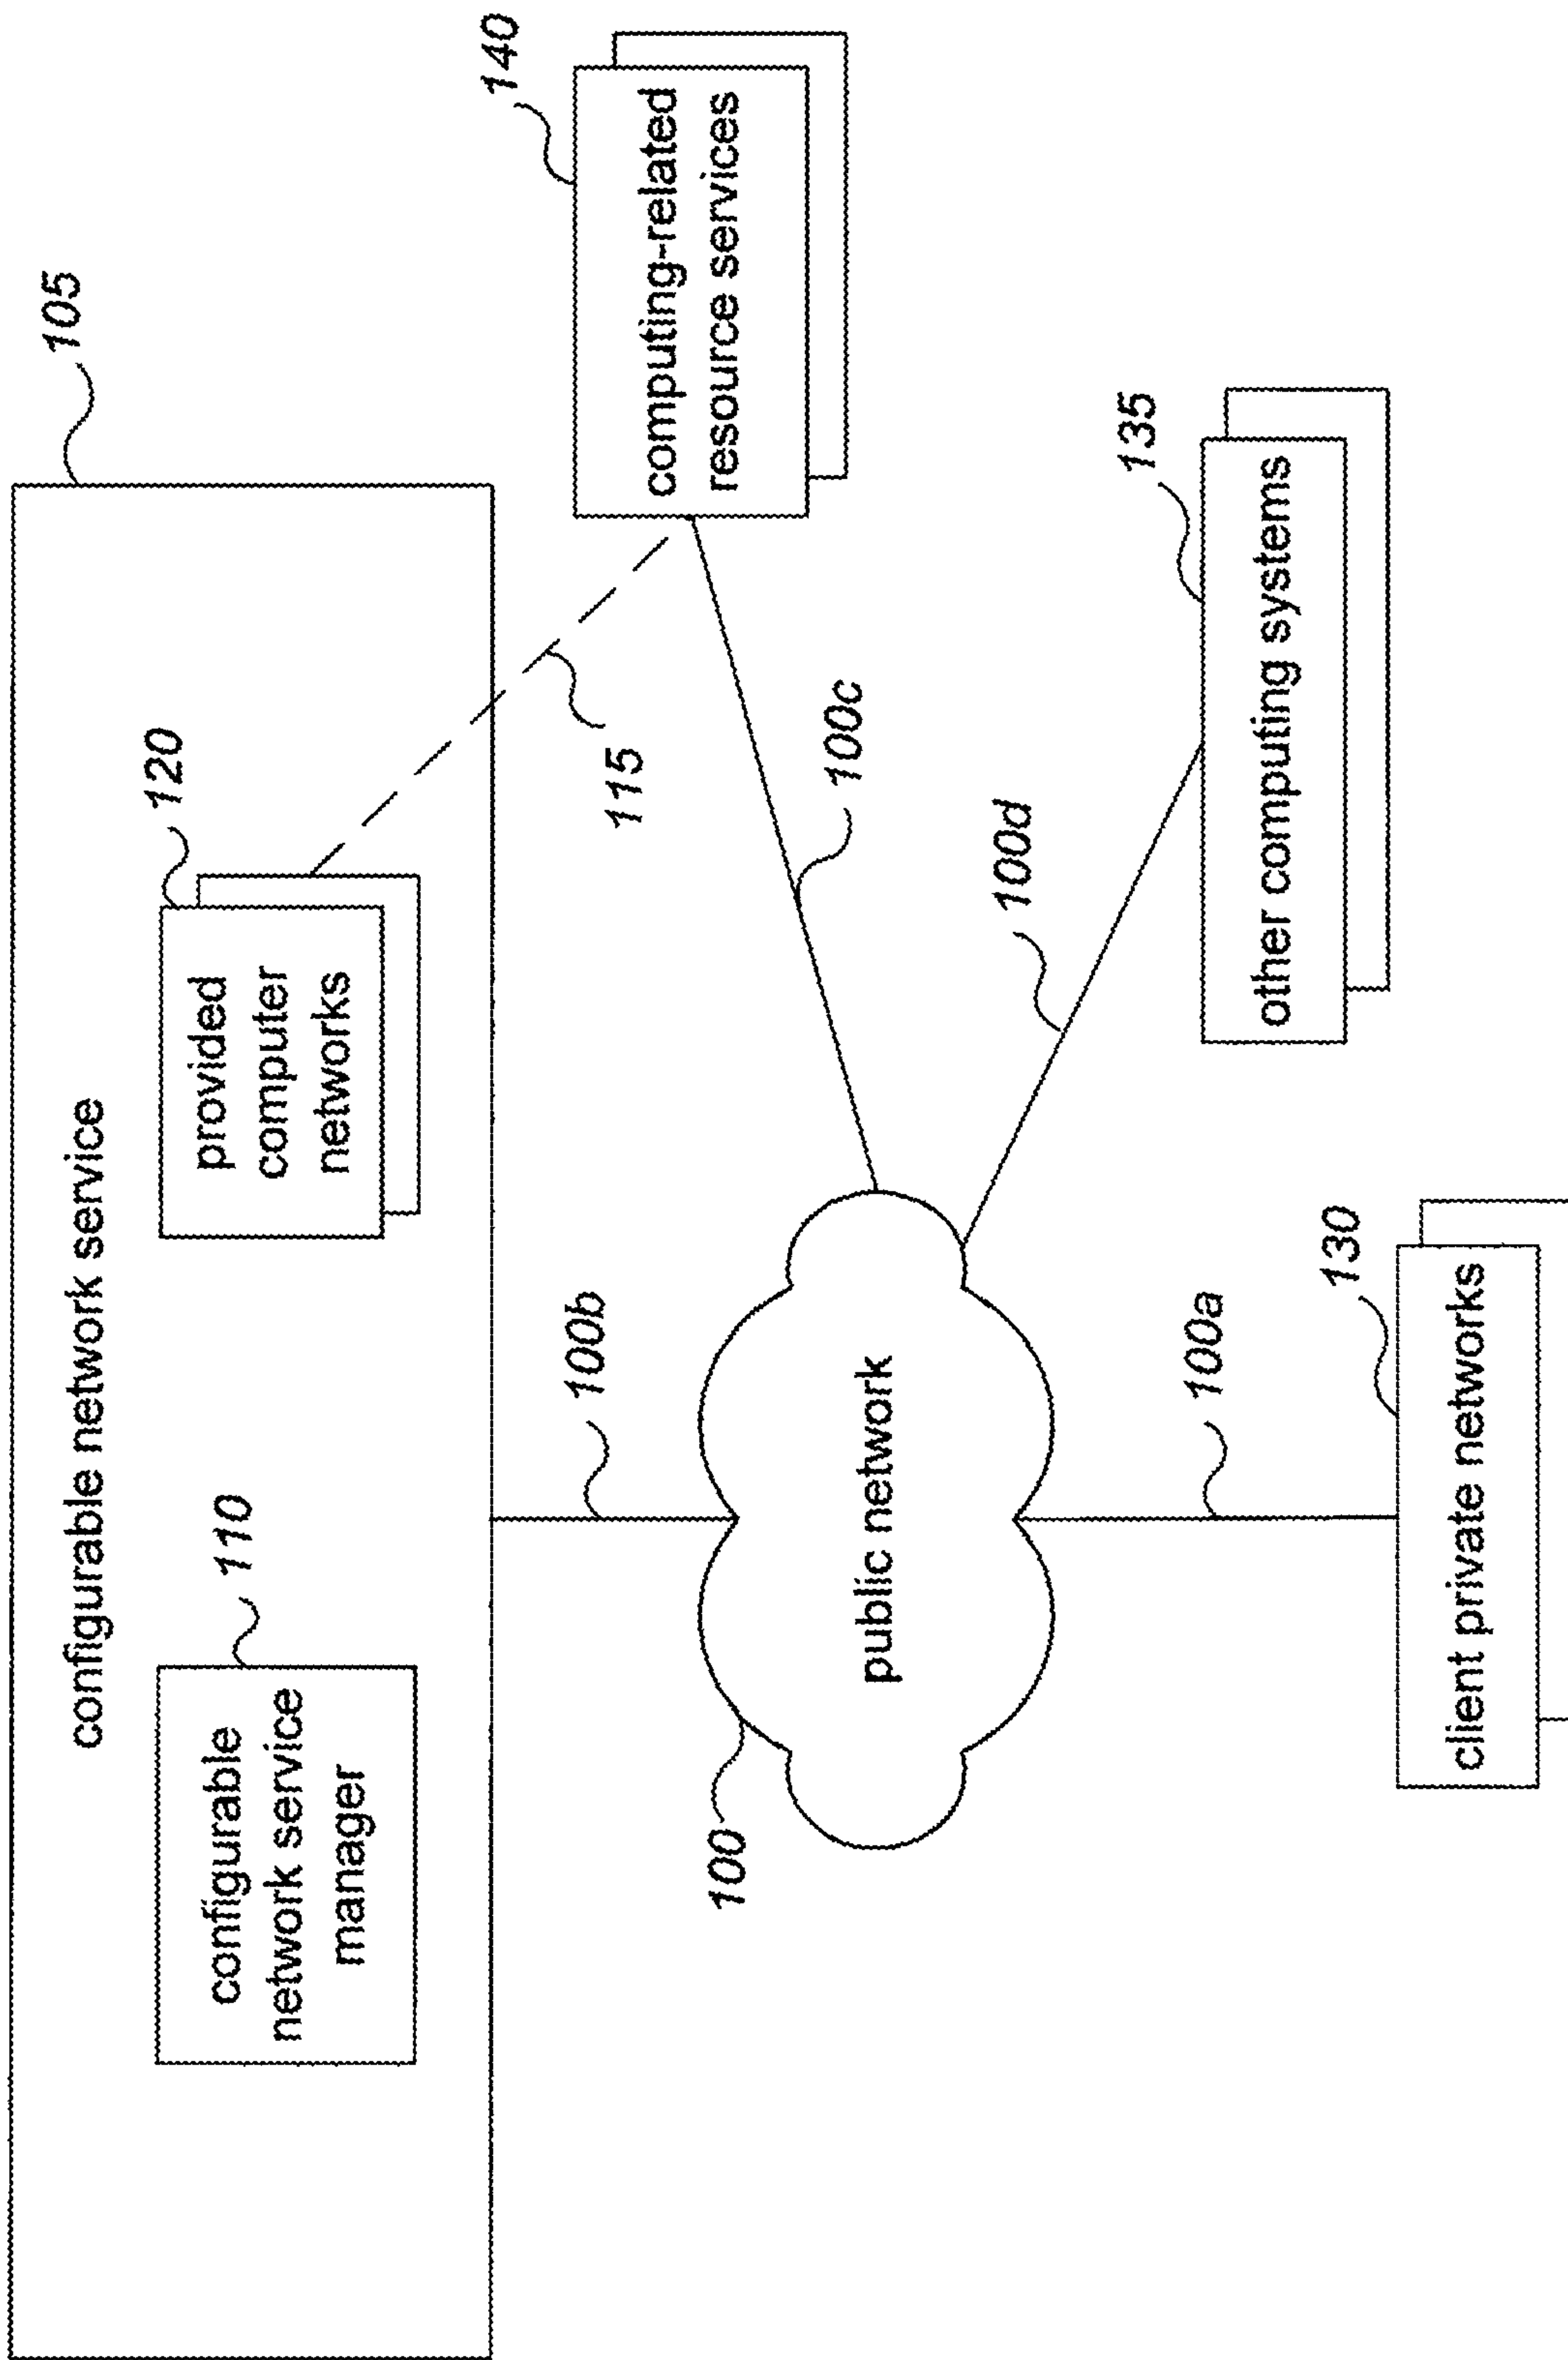 105
configurable network service
110
configurable
network service
manager
120
provided
computer
networks
115
140
computing-related
resource services
100b
100c
100
public network
100d
135
other computing systems
100a
130
client private networks